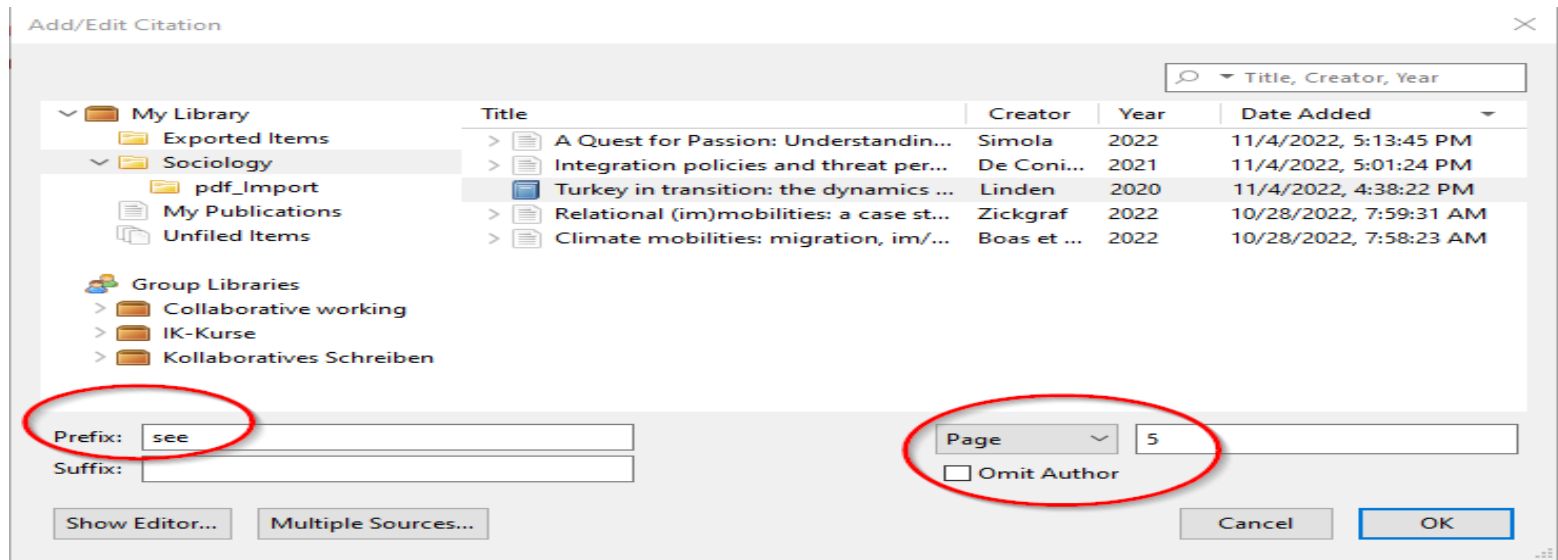 Add/Edit Citation
Title, Creator, Year
My Library
Exported Items
Sociology
pdf_Import
My Publications
Unfiled Items
Group Libraries
Collaborative working
IK-Kurse
Kollaboratives Schreiben
Title Creator Year Date Added
A Quest for Passion: Understandin... Simola 2022 11/4/2022, 5:13:45 PM
Integration policies and threat per... De Coni... 2021 11/4/2022, 5:01:24 PM
Turkey in transition: the dynamics ... Linden 2020 11/4/2022, 4:38:22 PM
Relational (im)mobilities: a case st... Zickgraf 2022 10/28/2022, 7:59:31 AM
Climate mobilities: migration, im/... Boas et ... 2022 10/28/2022, 7:58:23 AM
Prefix: see
Suffix:
Page 5
Omit Author
Show Editor... Multiple Sources... Cancel OK